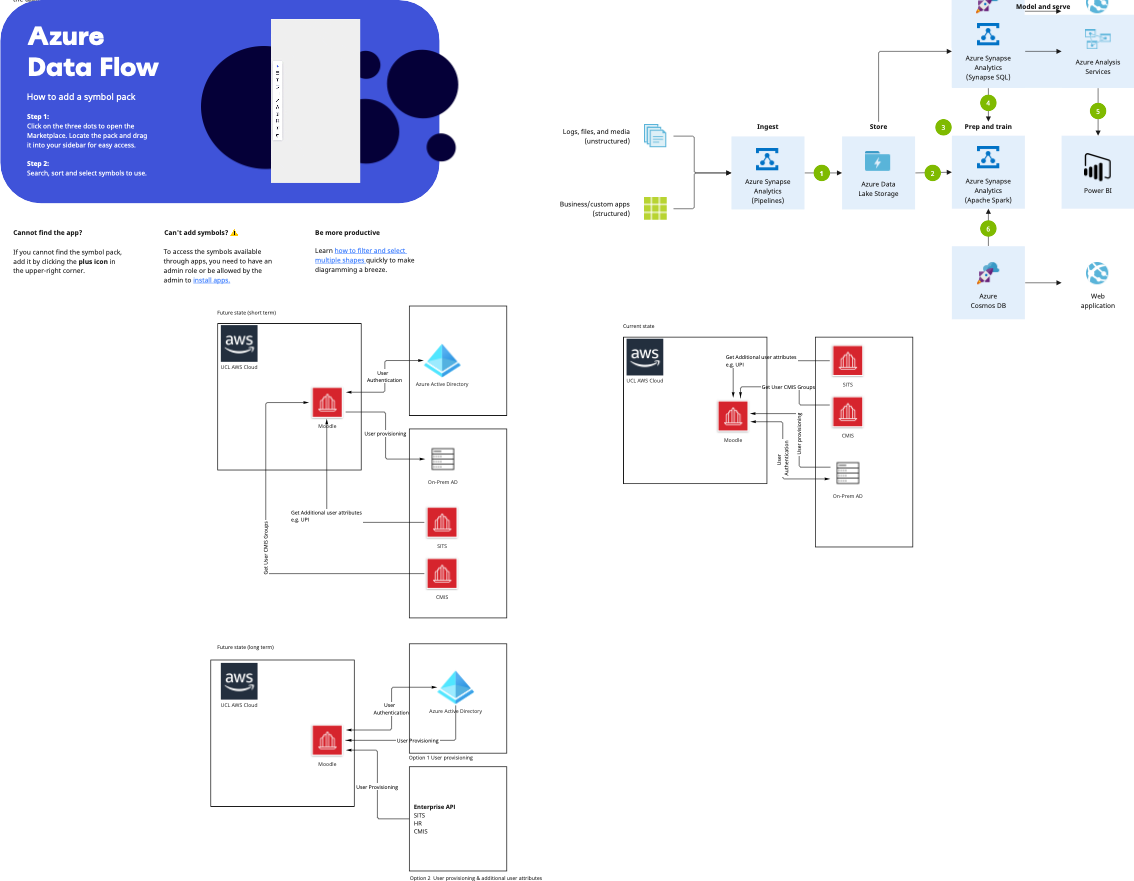 Azure
Data Flow
How to add a symbol pack
Step 1:
Click on the three dots to open the
Marketplace. Locate the pack and drag
it into your sidebar for easy access.
Step 2:
Search, sort and select symbols to use.
Cannot find the app?
If you cannot find the symbol pack,
add it by clicking the plus icon in
the upper-right corner.
Can't add symbols? ⚠️
To access the symbols available
through apps, you need to have an
admin role or be allowed by the
admin to install apps.
Be more productive
Learn how to filter and select
multiple shapes quickly to make
diagramming a breeze.
Model and serve
Azure Synapse
Analytics
(Synapse SQL)
Azure Analysis
Services
4
5
3
Logs, files, and media
(unstructured)
Business/custom apps
(structured)
Ingest
Azure Synapse
Analytics
(Pipelines)
1
Store
Azure Data
Lake Storage
2
Prep and train
Azure Synapse
Analytics
(Apache Spark)
Power BI
6
Azure
Cosmos DB
Web
application
Future state (short term)
aws
UCL AWS Cloud
Moodle
User
Authentication
Azure Active Directory
User provisioning
On-Prem AD
Get Additional user attributes
e.g. UPI
SITS
Get User CMIS Groups
CMIS
Current state
aws
UCL AWS Cloud
Get Additional user attributes
e.g. UPI
Get User CMIS Groups
Moodle
User provisioning
User
Authentication
SITS
CMIS
On-Prem AD
Future state (long term)
aws
UCL AWS Cloud
Moodle
User
Authentication
Azure Active Directory
User Provisioning
Option 1 User provisioning
User Provisioning
Enterprise API
SITS
HR
CMIS
Option 2 User provisioning & additional user attributes